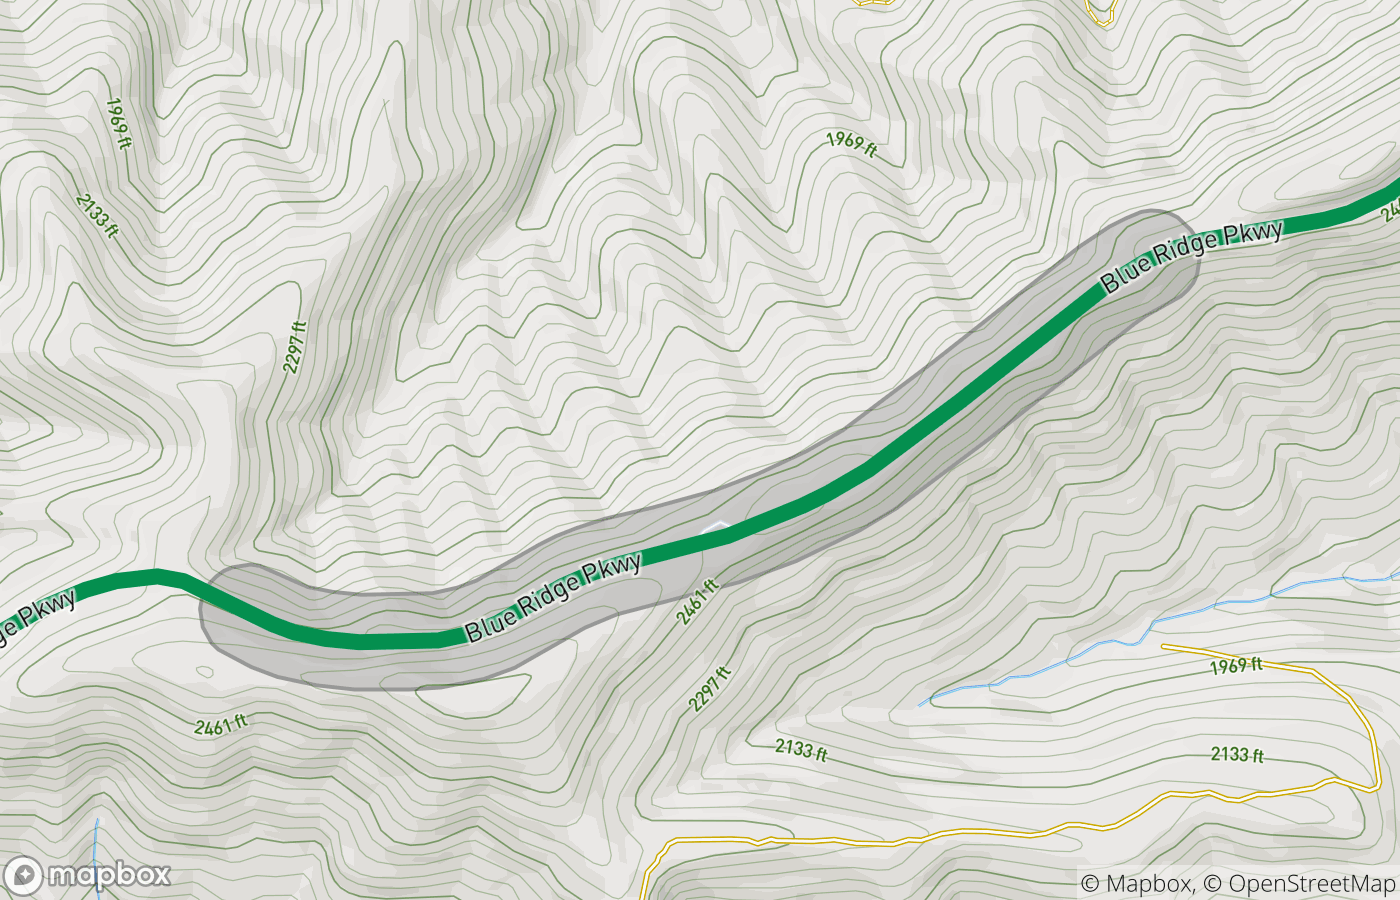 1969 ft
1969 ft
2133 ft
Blue Ridge Pkwy
2297 ft
Blue Ridge Pkwy
ge Pkwy
2461 ft
1969 ft
2297 ft
2461 ft
2133 ft
2133 ft
mapbox
© Mapbox, © OpenStreetMap